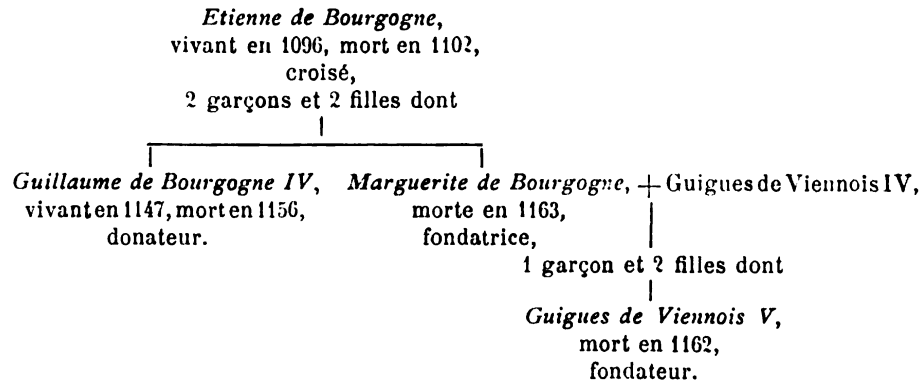 Etienne de Bourgogne,
vivant en 1096, mort en 1102,
croisé,
2 garçons et 2 filles dont
Guillaume de Bourgogne IV,
vivant en 1147, mort en 1156,
donateur.
Marguerite de Bourgogne, + Guigues de Viennois IV,
morte en 1163,
fondatrice,
1 garçon et 2 filles dont
Guigues de Viennois V,
mort en 1162,
fondateur.